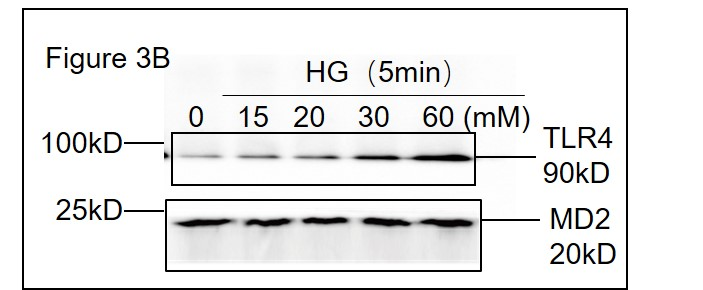 Figure 3B
HG（5min）
0 15 20 30 60 (mM)
100kD
TLR4
90kD
25kD
MD2
20kD